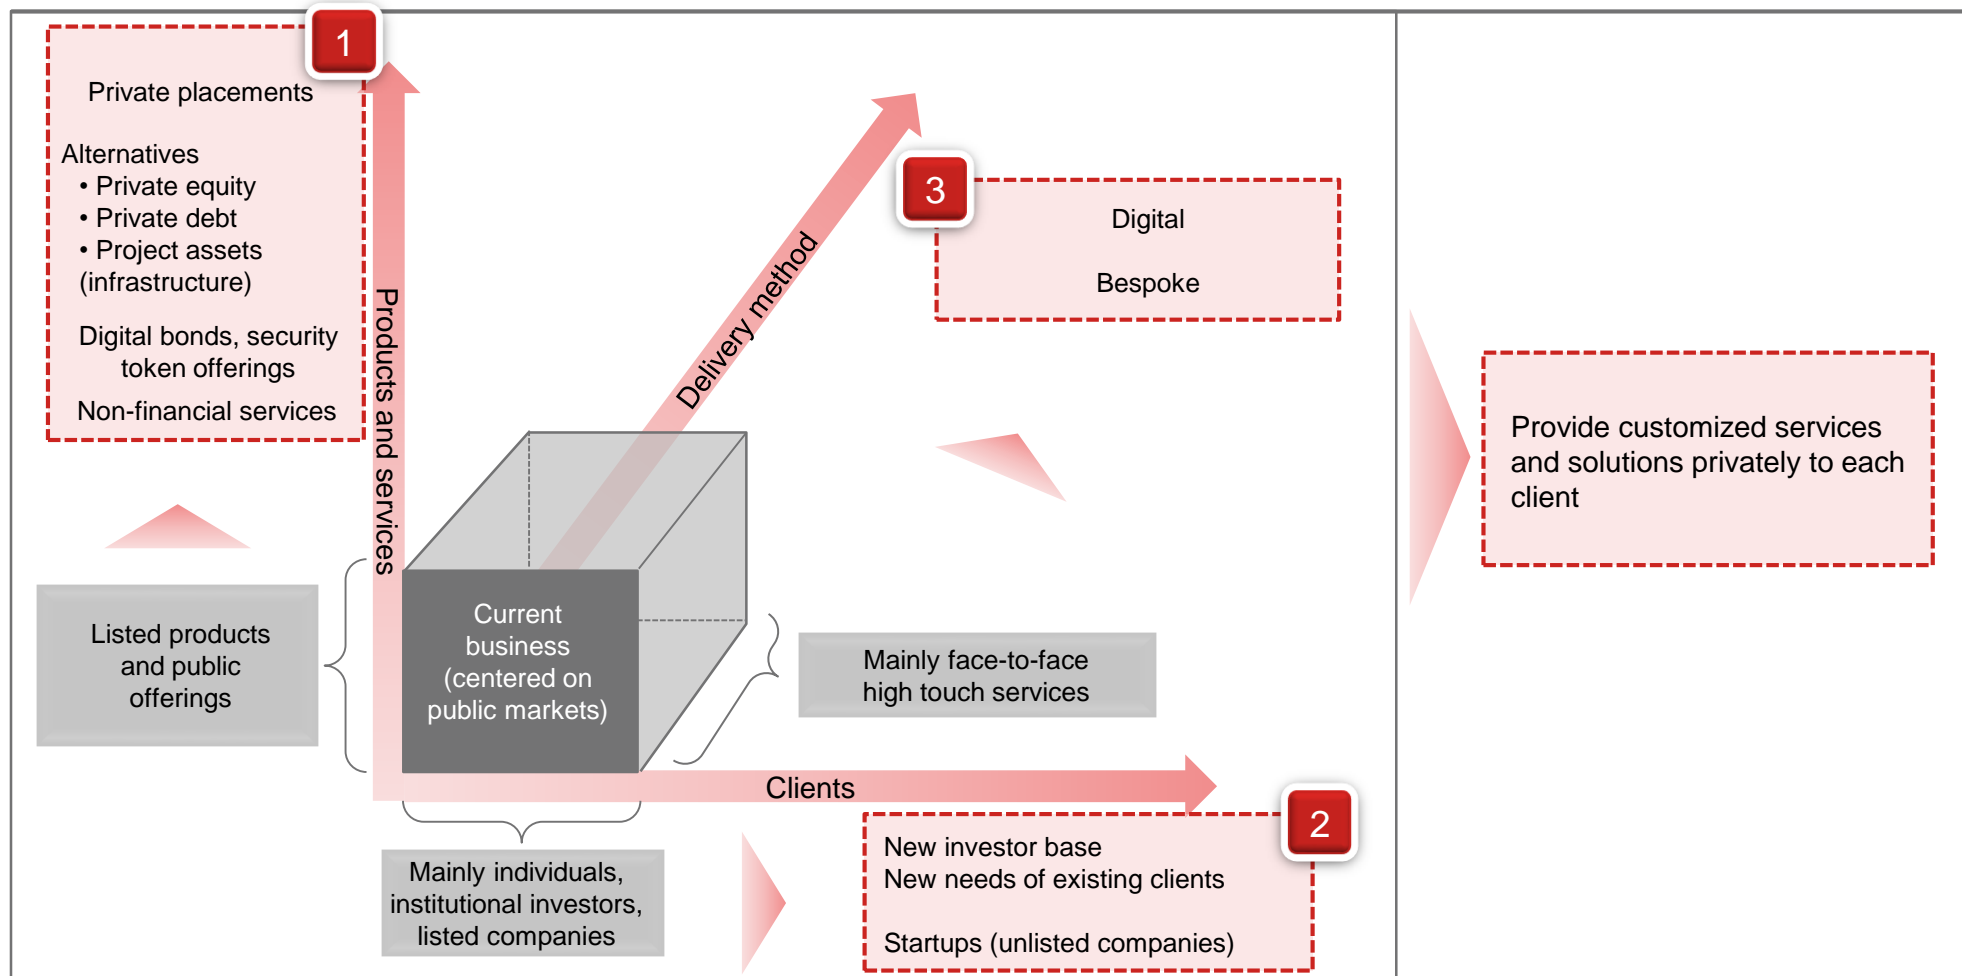 1
Private placements
Alternatives
• Private equity
• Private debt
• Project assets
(infrastructure)
Digital bonds, security
token offerings
Non-financial services
Products and services
Delivery method
3
Digital
Bespoke
Provide customized services
and solutions privately to each
client
Listed products
and public
offerings
Current
business
(centered on
public markets)
Mainly face-to-face
high touch services
Clients
2
Mainly individuals,
institutional investors,
listed companies
New investor base
New needs of existing clients
Startups (unlisted companies)